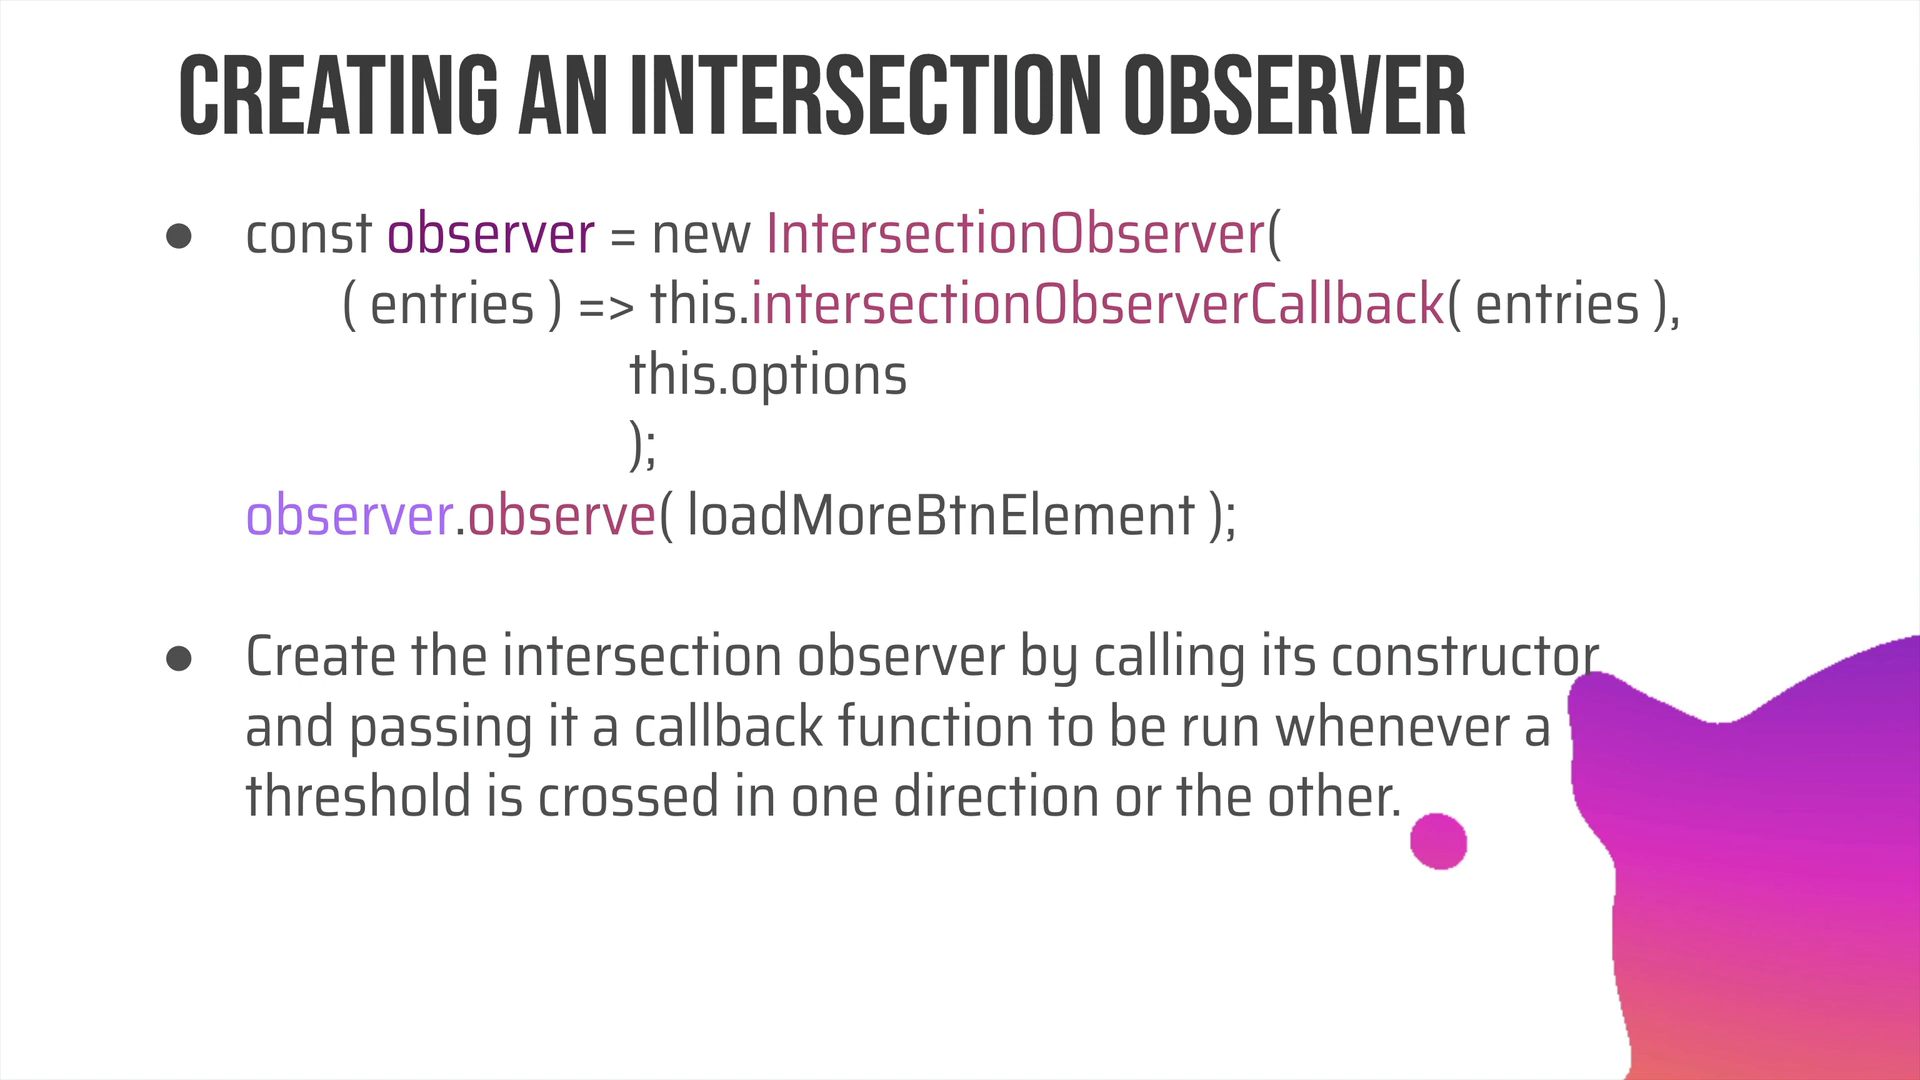 CREATING AN INTERSECTION OBSERVER
● const observer = new IntersectionObserver(
( entries ) => this.intersectionObserverCallback( entries ),
this.options
);
observer.observe( loadMoreBtnElement );
● Create the intersection observer by calling its constructor
and passing it a callback function to be run whenever a
threshold is crossed in one direction or the other.